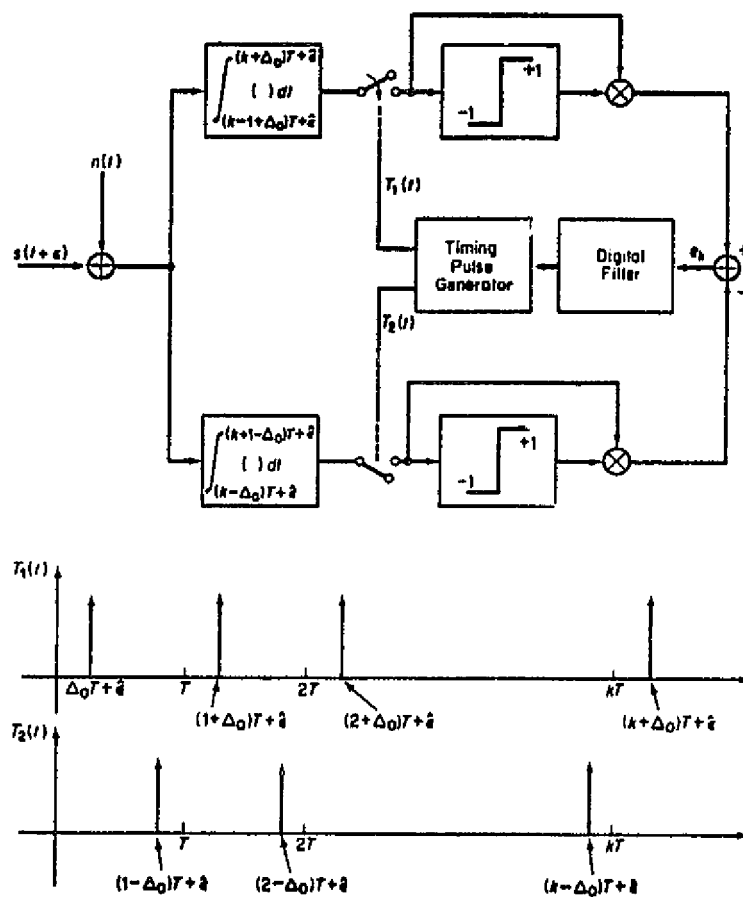 (k+Δ₀)T+ε̂
∫ ( ) dt
(k−1+Δ₀)T+ε̂
+1
−1
n(t)
T₁(t)
s(t+ε)
Timing
Pulse
Generator
Digital
Filter
eₖ
+
−
T₂(t)
(k+1−Δ₀)T+ε̂
∫ ( ) dt
(k−Δ₀)T+ε̂
+1
−1
T₁(t)
Δ₀T+ε̂
T
2T
kT
(1+Δ₀)T+ε̂
(2+Δ₀)T+ε̂
(k+Δ₀)T+ε̂
T₂(t)
T
2T
kT
(1−Δ₀)T+ε̂
(2−Δ₀)T+ε̂
(k−Δ₀)T+ε̂